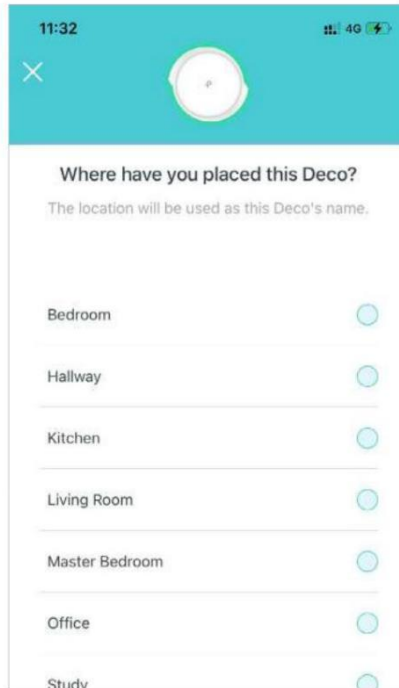 11:32
4G
Where have you placed this Deco?
The location will be used as this Deco's name.
Bedroom
Hallway
Kitchen
Living Room
Master Bedroom
Office
Study